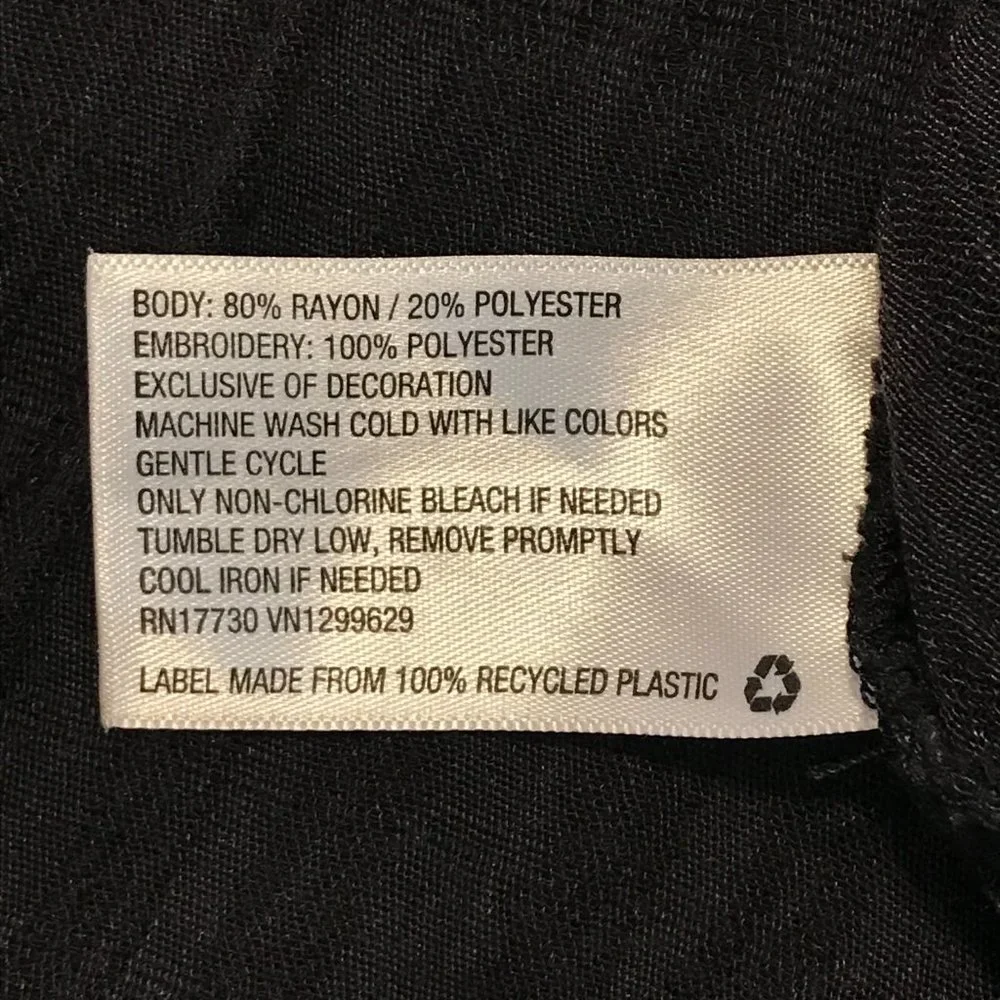 BODY: 80% RAYON / 20% POLYESTER
EMBROIDERY: 100% POLYESTER
EXCLUSIVE OF DECORATION
MACHINE WASH COLD WITH LIKE COLORS
GENTLE CYCLE
ONLY NON-CHLORINE BLEACH IF NEEDED
TUMBLE DRY LOW, REMOVE PROMPTLY
COOL IRON IF NEEDED
RN17730 VN1299629
LABEL MADE FROM 100% RECYCLED PLASTIC